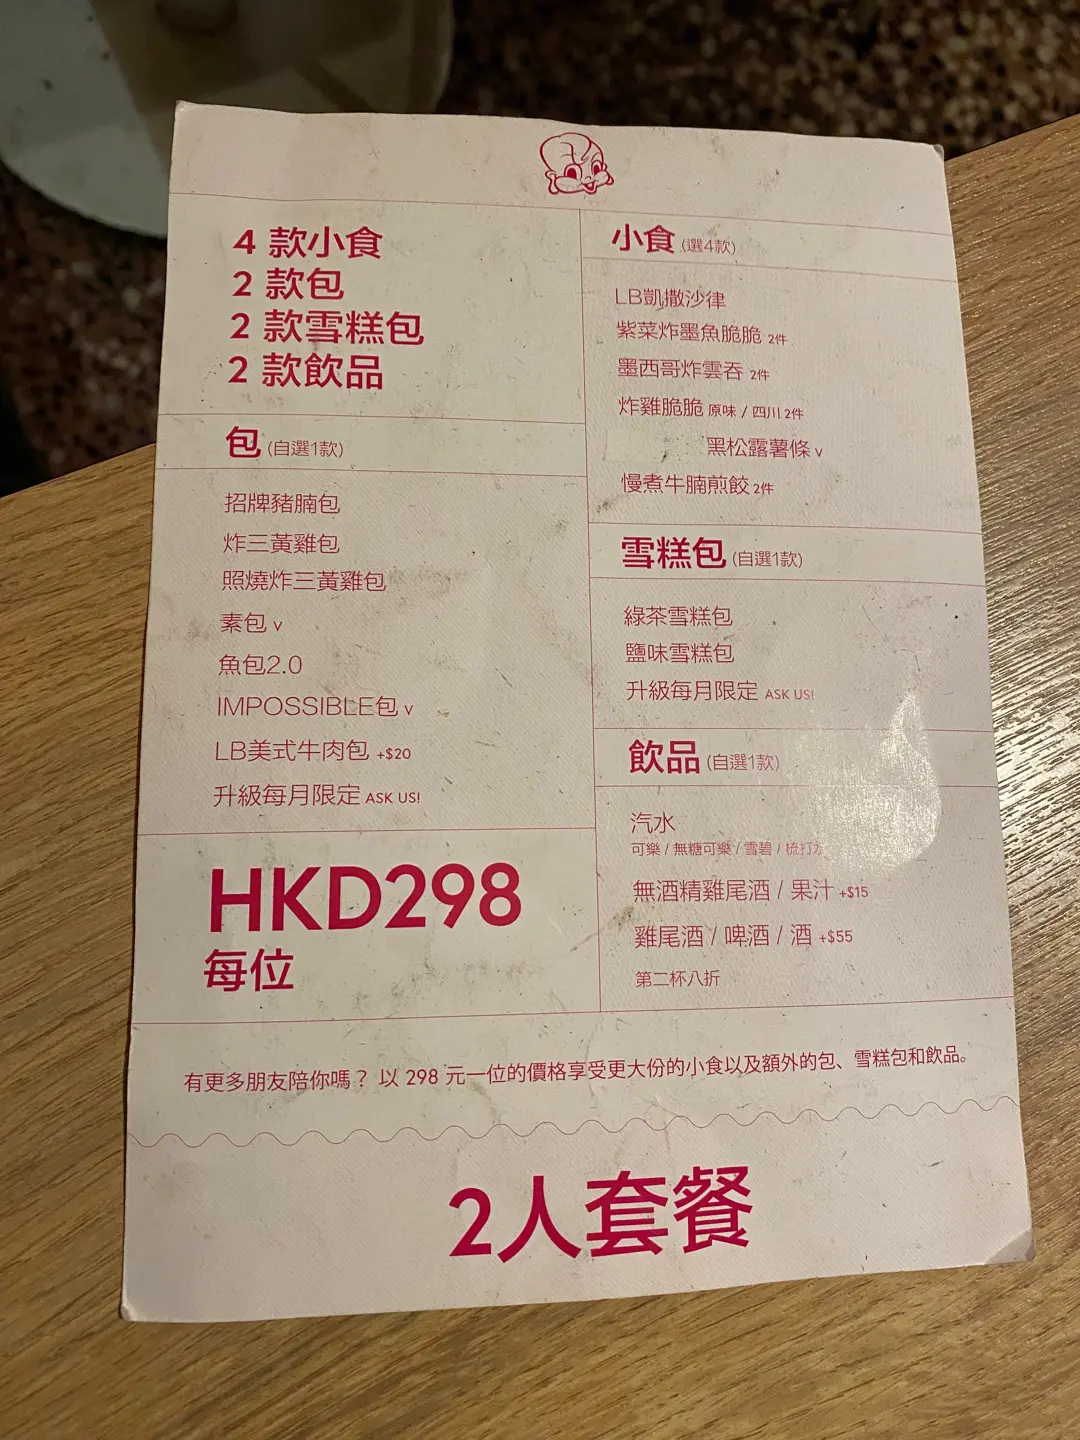 4 款小食
2 款包
2 款雪糕包
2 款飲品
包 (自選1款)
招牌豬腩包
炸三黃雞包
照燒炸三黃雞包
素包 v
魚包2.0
IMPOSSIBLE包 v
LB美式牛肉包 +$20
升級每月限定 ASK US!
HKD298
每位
小食 (選4款)
LB凱撒沙律
紫菜炸墨魚脆脆 2件
墨西哥炸雲吞 2件
炸雞脆脆 原味 / 四川 2件
黑松露薯條 v
慢煮牛腩煎餃 2件
雪糕包 (自選1款)
綠茶雪糕包
鹽味雪糕包
升級每月限定 ASK US!
飲品 (自選1款)
汽水
可樂 / 無糖可樂 / 雪碧 / 梳打
無酒精雞尾酒 / 果汁 +$15
雞尾酒 / 啤酒 / 酒 +$55
第二杯八折
有更多朋友陪你嗎？ 以 298 元一位的價格享受更大份的小食以及額外的包、雪糕包和飲品。
2人套餐